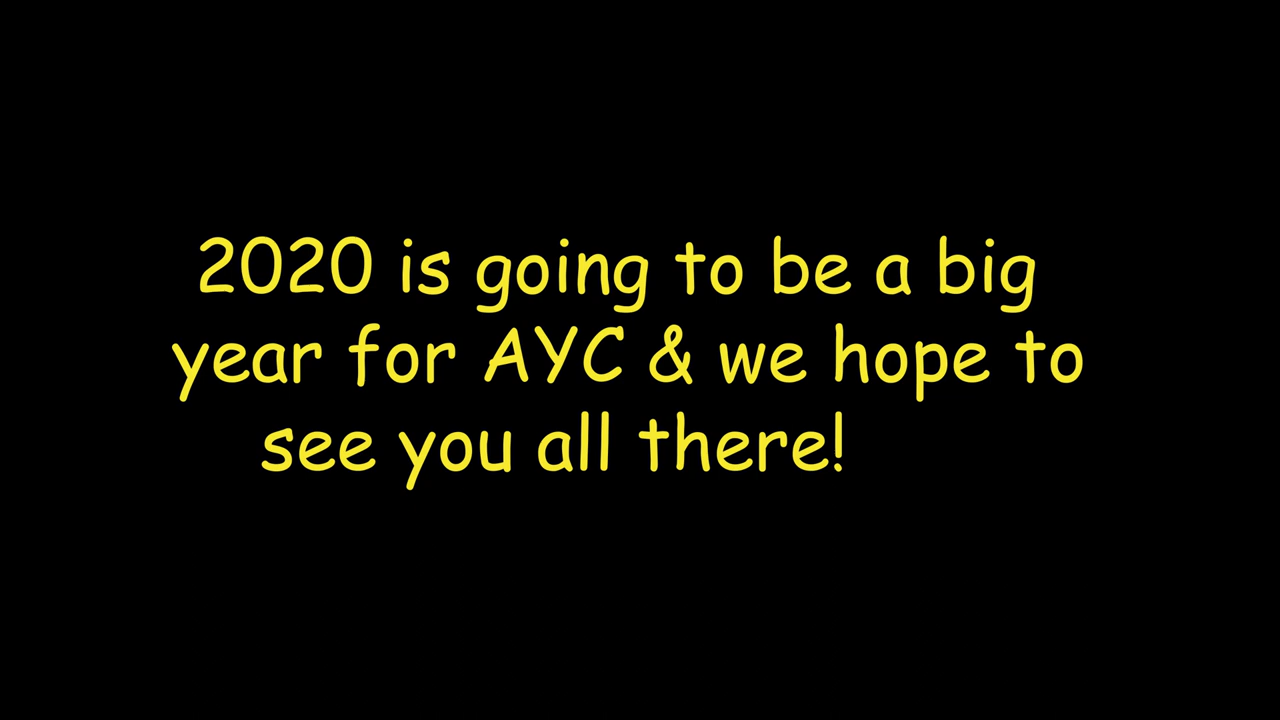 2020 is going to be a big
year for AYC & we hope to
see you all there!